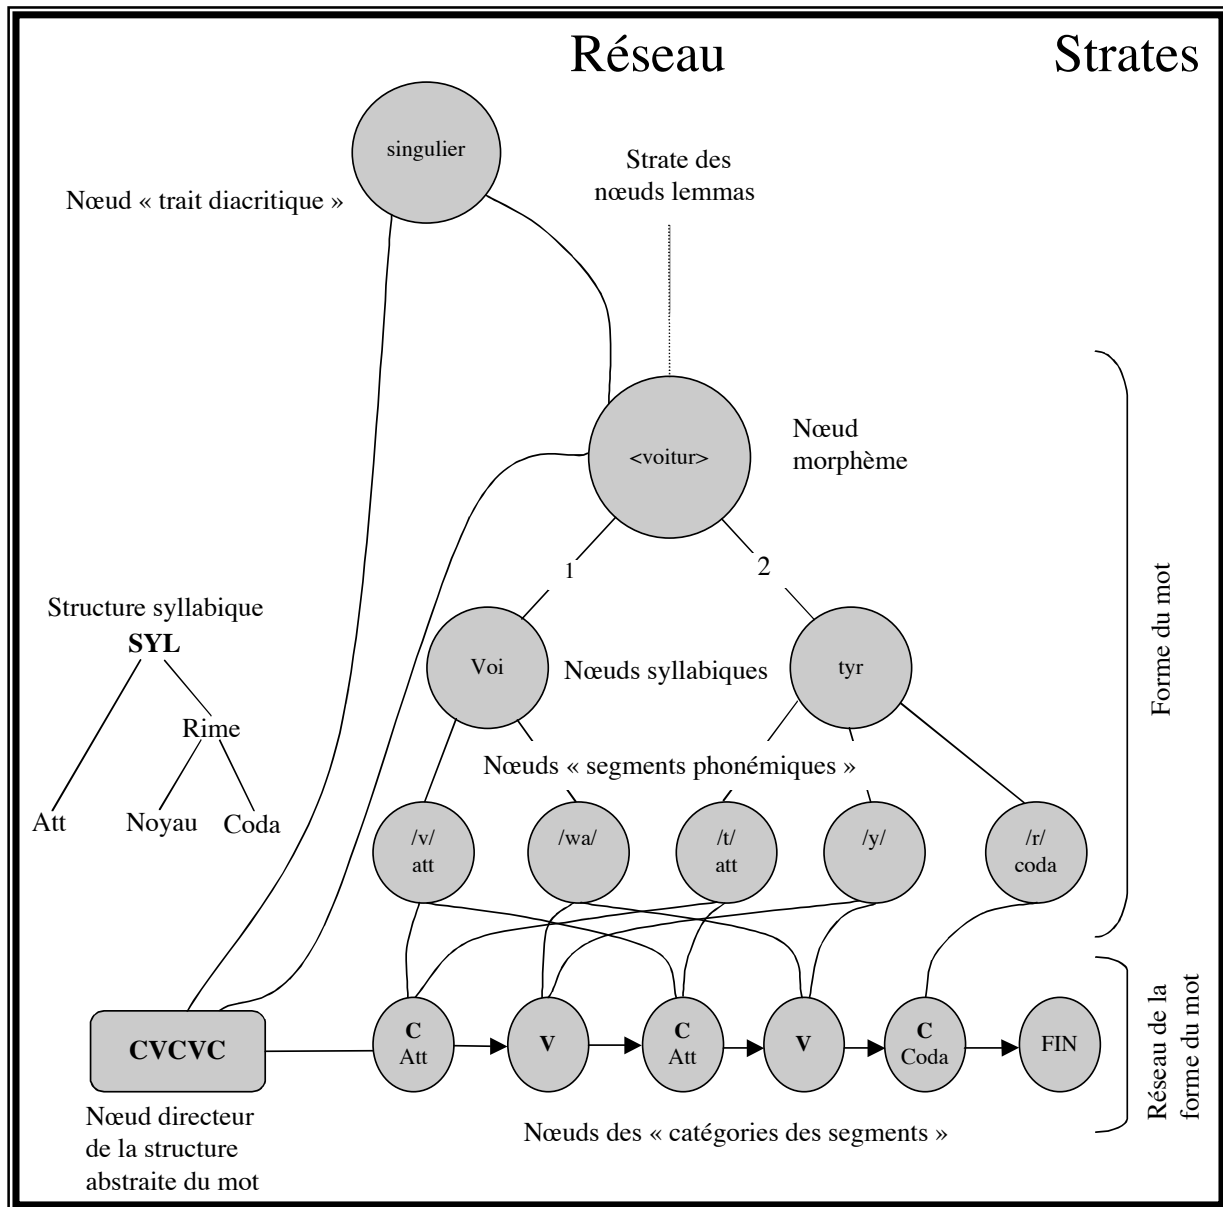 Réseau
Strates
singulier
Strate des
nœuds lemmas
Nœud « trait diacritique »
Nœud
morphème
<voitur>
1
2
Structure syllabique
SYL
Rime
Att
Noyau
Coda
Voi
Nœuds syllabiques
tyr
Nœuds « segments phonémiques »
/v/
att
/wa/
/t/
att
/y/
/r/
coda
Forme du mot
CVCVC
C
Att
V
C
Att
V
C
Coda
FIN
Réseau de la
forme du mot
Nœud directeur
de la structure
abstraite du mot
Nœuds des « catégories des segments »